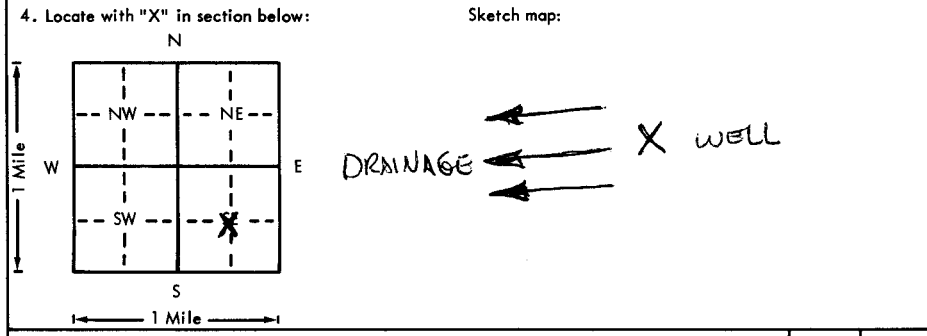 4. Locate with "X" in section below:
Sketch map:
N
NW
NE
1 Mile
W
E
DRAINAGE
X WELL
SW
X
S
1 Mile